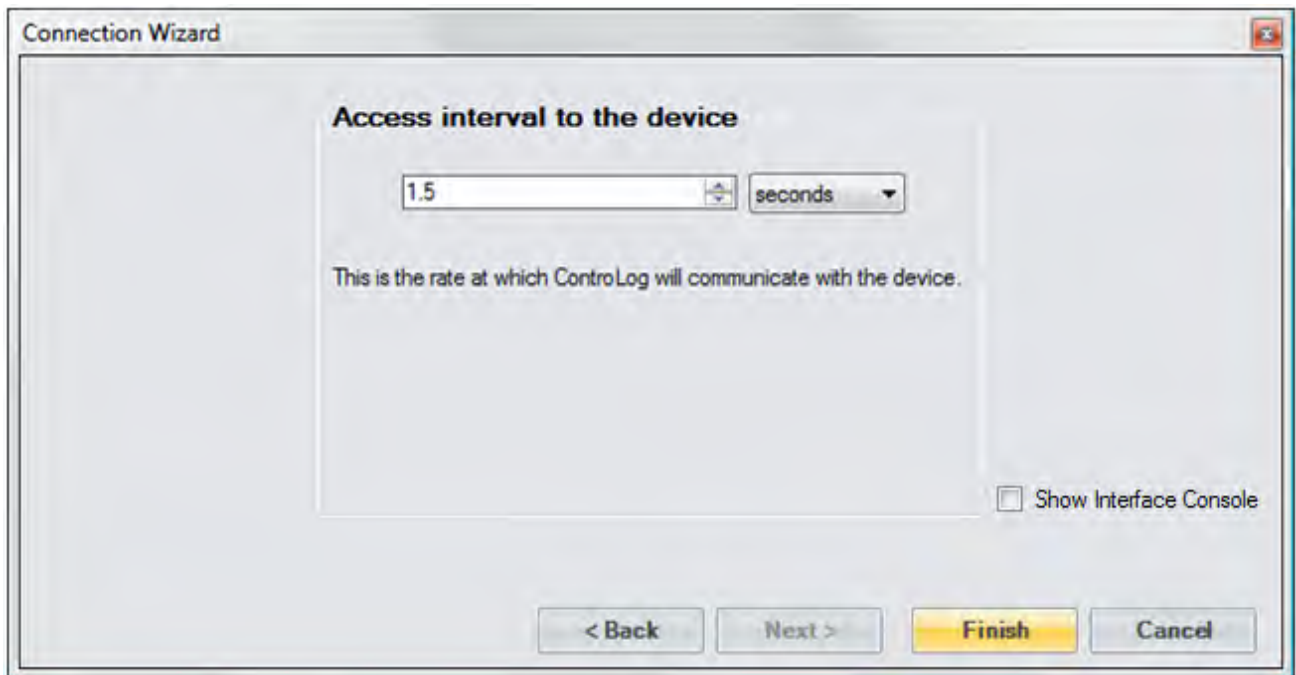 Connection Wizard
Access interval to the device
1.5 seconds
This is the rate at which ControLog will communicate with the device.
Show Interface Console
< Back Next > Finish Cancel